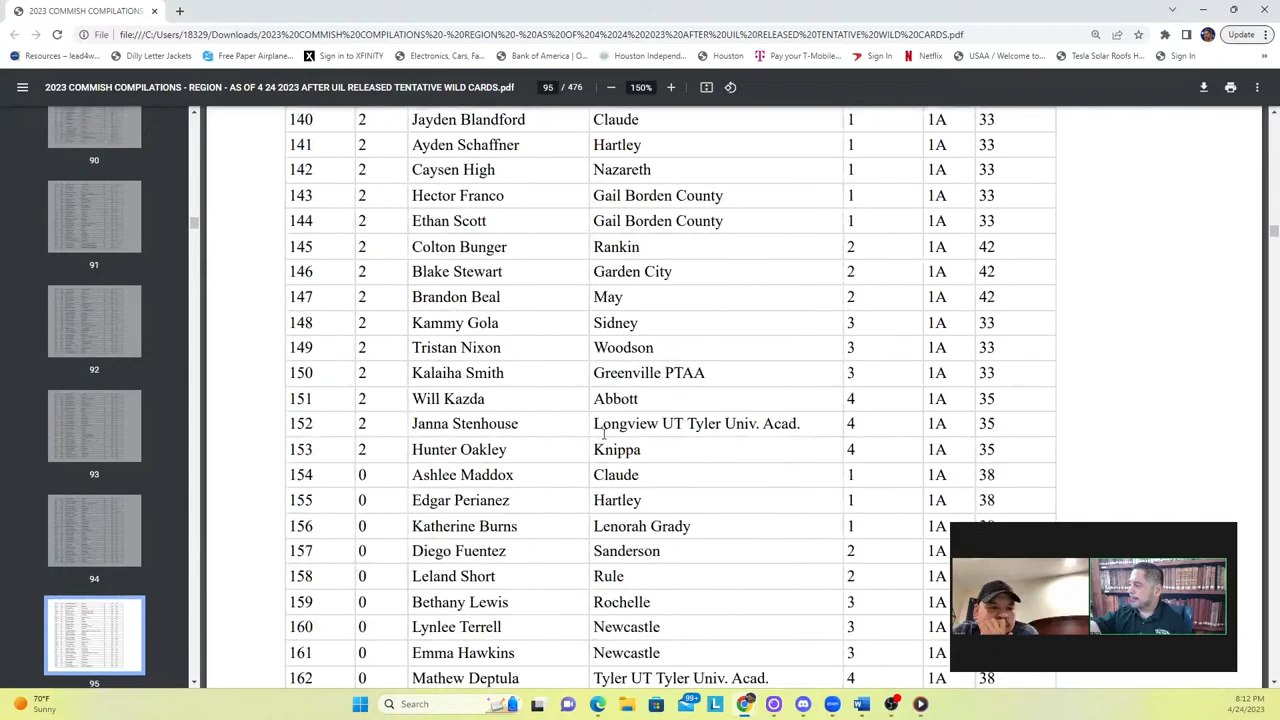 2023 COMMISH COMPILATIONS
File file:///C:/Users/18329/Downloads/2023%20COMMISH%20COMPILATIONS%20-%20REGION%20-%20AS%20OF%204%2024%202023%20AFTER%20UIL%20RELEASED%20TENTATIVE%20WILD%20CARDS.pdf Update
Resources – lead4w... Dilly Letter Jackets Free Paper Airplane... Sign in to XFINITY Electronics, Cars, Fa... Bank of America | O... Houston Independ... Houston Pay your T-Mobile... Sign In Netflix USAA / Welcome to... Tesla Solar Roofs H... Sign In
2023 COMMISH COMPILATIONS - REGION - AS OF 4 24 2023 AFTER UIL RELEASED TENTATIVE WILD CARDS.pdf 95 / 476 150%
90
91
92
93
94
95
140 2 Jayden Blandford Claude 1 1A 33
141 2 Ayden Schaffner Hartley 1 1A 33
142 2 Caysen High Nazareth 1 1A 33
143 2 Hector Franco Gail Borden County 1 1A 33
144 2 Ethan Scott Gail Borden County 1 1A 33
145 2 Colton Bunger Rankin 2 1A 42
146 2 Blake Stewart Garden City 2 1A 42
147 2 Brandon Beal May 2 1A 42
148 2 Kammy Gola Sidney 3 1A 33
149 2 Tristan Nixon Woodson 3 1A 33
150 2 Kalaiha Smith Greenville PTAA 3 1A 33
151 2 Will Kazda Abbott 4 1A 35
152 2 Janna Stenhouse Longview UT Tyler Univ. Acad. 4 1A 35
153 2 Hunter Oakley Knippa 4 1A 35
154 0 Ashlee Maddox Claude 1 1A 38
155 0 Edgar Perianez Hartley 1 1A 38
156 0 Katherine Burns Lenorah Grady 1 1A
157 0 Diego Fuentez Sanderson 2 1A
158 0 Leland Short Rule 2 1A
159 0 Bethany Lewis Rochelle 2 1A
160 0 Lynlee Terrell Newcastle 3 1A
161 0 Emma Hawkins Newcastle 3 1A
162 0 Mathew Deptula Tyler UT Tyler Univ. Acad. 4 1A 38
70°F
Sunny
Search
99+
8:12 PM
4/24/2023